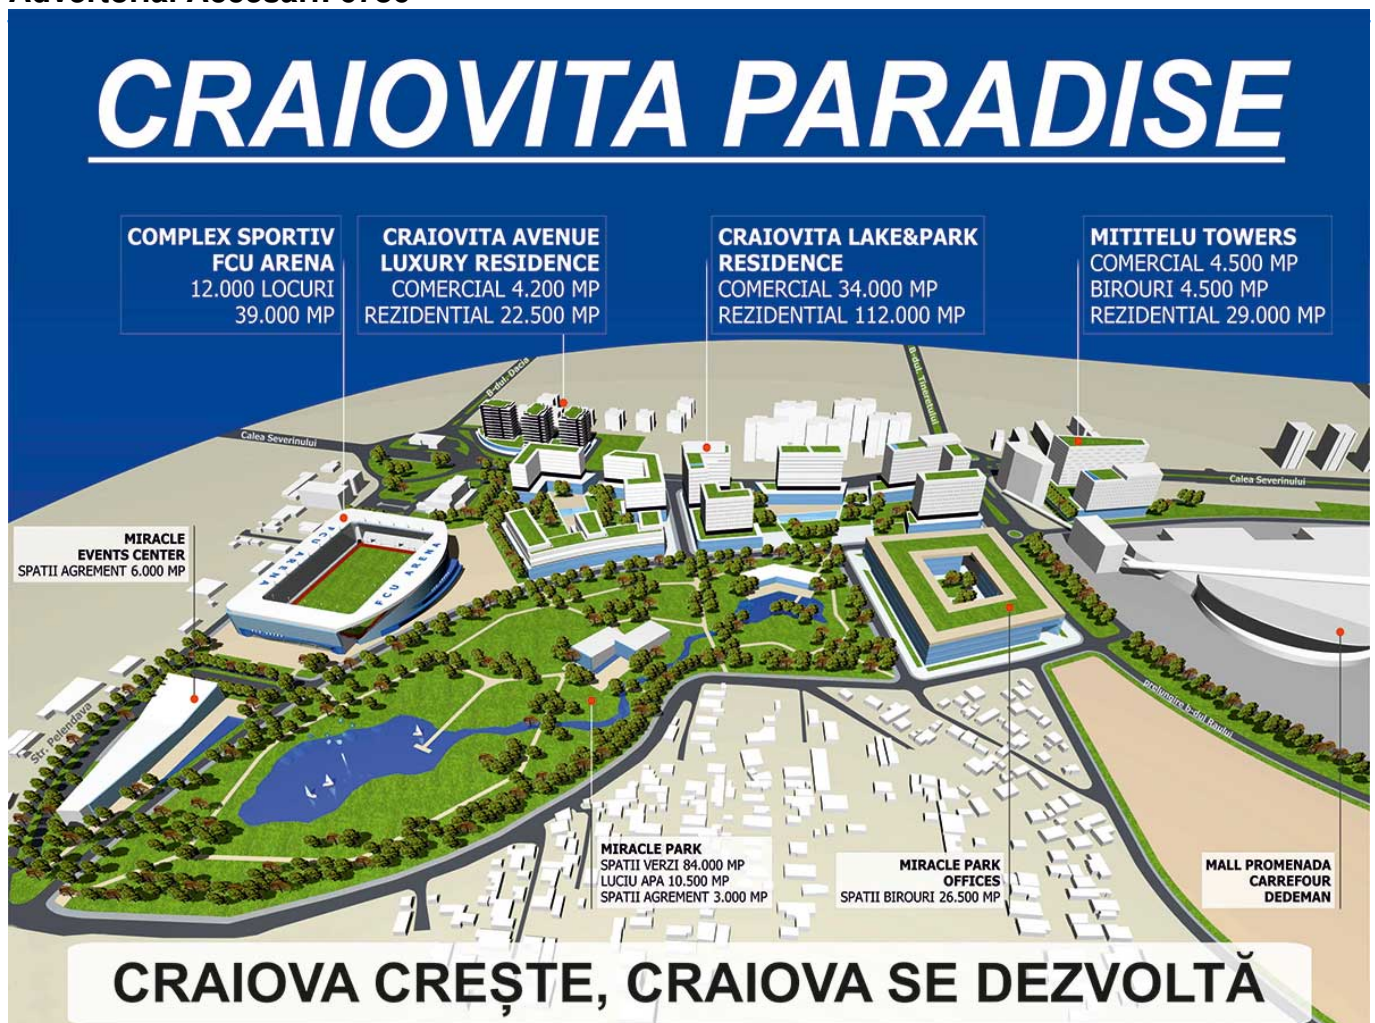 CRAIOVITA PARADISE
COMPLEX SPORTIV
FCU ARENA
12.000 LOCURI
39.000 MP
CRAIOVITA AVENUE
LUXURY RESIDENCE
COMERCIAL 4.200 MP
REZIDENTIAL 22.500 MP
CRAIOVITA LAKE&PARK
RESIDENCE
COMERCIAL 34.000 MP
REZIDENTIAL 112.000 MP
MITITELU TOWERS
COMERCIAL 4.500 MP
BIROURI 4.500 MP
REZIDENTIAL 29.000 MP
B-dul. Dacia
B-dul. Tineretului
Calea Severinului
Calea Severinului
FCU ARENA
FCU ARENA
MIRACLE
EVENTS CENTER
SPATII AGREMENT 6.000 MP
Str. Pelendava
prelungire b-dul Raului
MIRACLE PARK
SPATII VERZI 84.000 MP
LUCIU APA 10.500 MP
SPATII AGREMENT 3.000 MP
MIRACLE PARK
OFFICES
SPATII BIROURI 26.500 MP
MALL PROMENADA
CARREFOUR
DEDEMAN
CRAIOVA CREȘTE, CRAIOVA SE DEZVOLTĂ